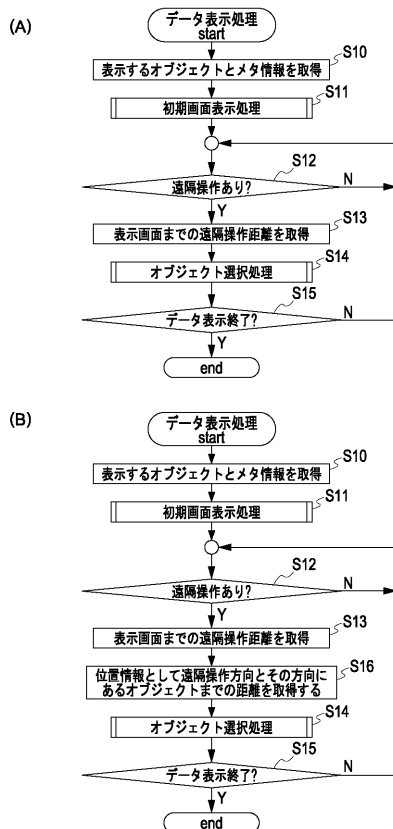 (A)
データ表示処理
start
S10
表示するオブジェクトとメタ情報を取得
S11
初期画面表示処理
S12
遠隔操作あり?
N
Y
S13
表示画面までの遠隔操作距離を取得
S14
オブジェクト選択処理
S15
データ表示終了?
N
Y
end
(B)
データ表示処理
start
S10
表示するオブジェクトとメタ情報を取得
S11
初期画面表示処理
S12
遠隔操作あり?
N
Y
S13
表示画面までの遠隔操作距離を取得
S16
位置情報として遠隔操作方向とその方向に
あるオブジェクトまでの距離を取得する
S14
オブジェクト選択処理
S15
データ表示終了?
N
Y
end